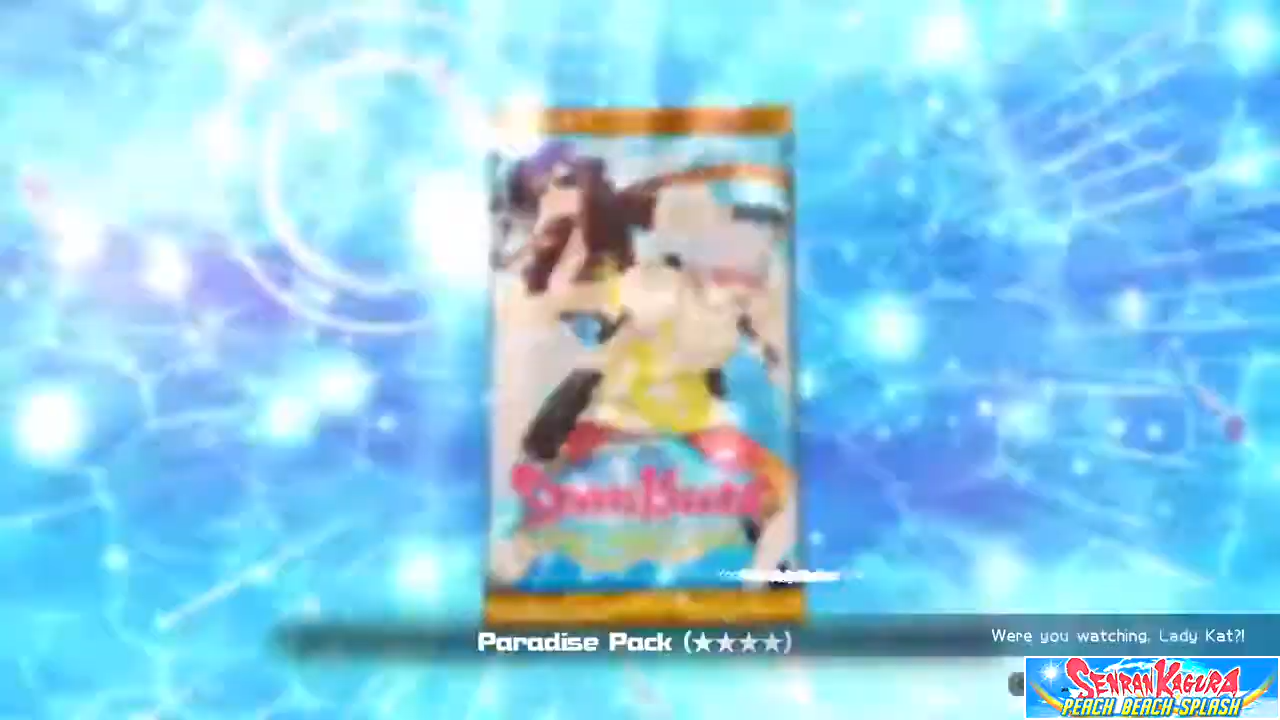 Paradise Pack (★★★★)
Were you watching, Lady Kat?!
SENRAN KAGURA
PEACH BEACH SPLASH